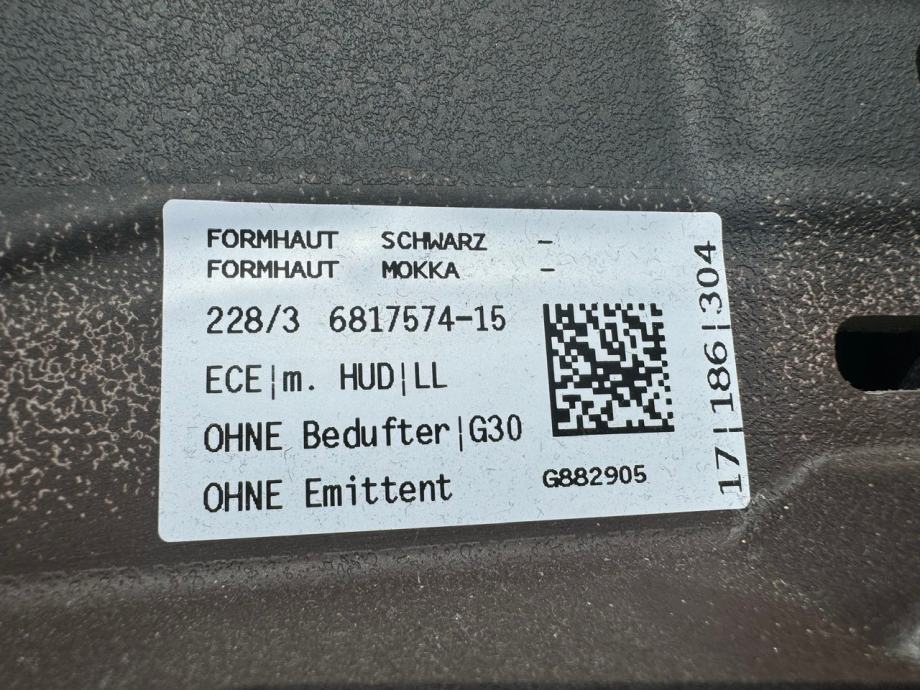 FORMHAUT SCHWARZ -
FORMHAUT MOKKA -
228/3 6817574-15
ECE|m. HUD|LL
OHNE Bedufter|G30
OHNE Emittent
G882905
17|186|304